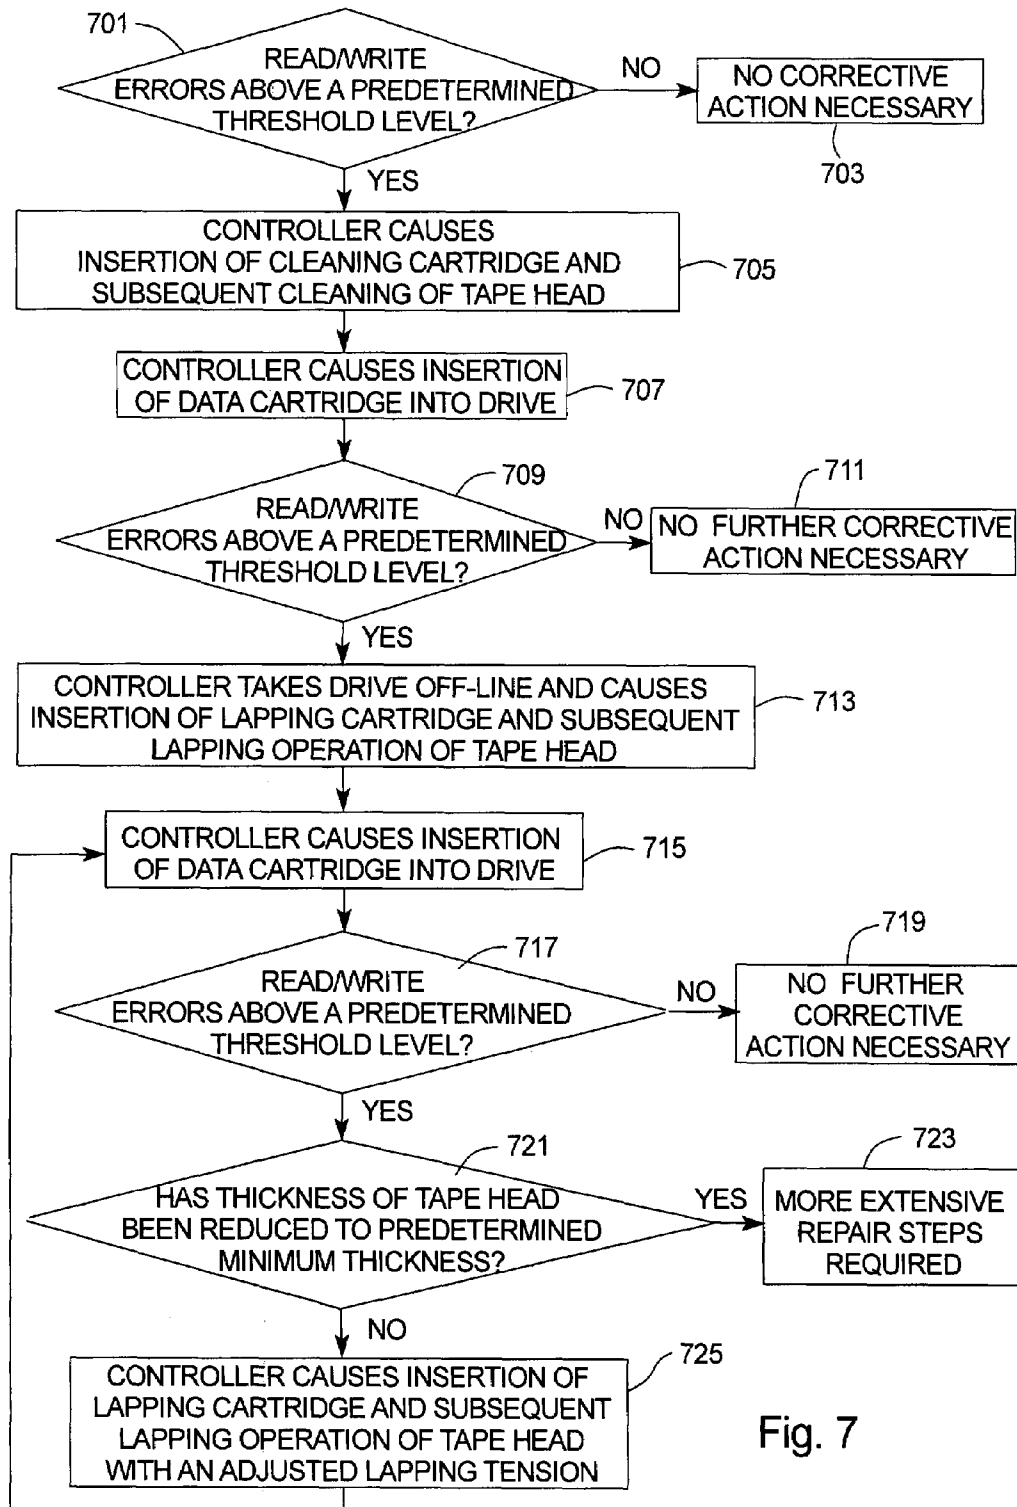 701
READ/WRITE
ERRORS ABOVE A PREDETERMINED
THRESHOLD LEVEL?
NO
NO CORRECTIVE
ACTION NECESSARY
703
YES
CONTROLLER CAUSES
INSERTION OF CLEANING CARTRIDGE AND
SUBSEQUENT CLEANING OF TAPE HEAD
705
CONTROLLER CAUSES INSERTION
OF DATA CARTRIDGE INTO DRIVE
707
709
READ/WRITE
ERRORS ABOVE A PREDETERMINED
THRESHOLD LEVEL?
NO
711
NO FURTHER CORRECTIVE
ACTION NECESSARY
YES
CONTROLLER TAKES DRIVE OFF-LINE AND CAUSES
INSERTION OF LAPPING CARTRIDGE AND SUBSEQUENT
LAPPING OPERATION OF TAPE HEAD
713
CONTROLLER CAUSES INSERTION
OF DATA CARTRIDGE INTO DRIVE
715
717
READ/WRITE
ERRORS ABOVE A PREDETERMINED
THRESHOLD LEVEL?
NO
719
NO FURTHER
CORRECTIVE
ACTION NECESSARY
YES
721
HAS THICKNESS OF TAPE HEAD
BEEN REDUCED TO PREDETERMINED
MINIMUM THICKNESS?
YES
723
MORE EXTENSIVE
REPAIR STEPS
REQUIRED
NO
725
CONTROLLER CAUSES INSERTION OF
LAPPING CARTRIDGE AND SUBSEQUENT
LAPPING OPERATION OF TAPE HEAD
WITH AN ADJUSTED LAPPING TENSION
Fig. 7